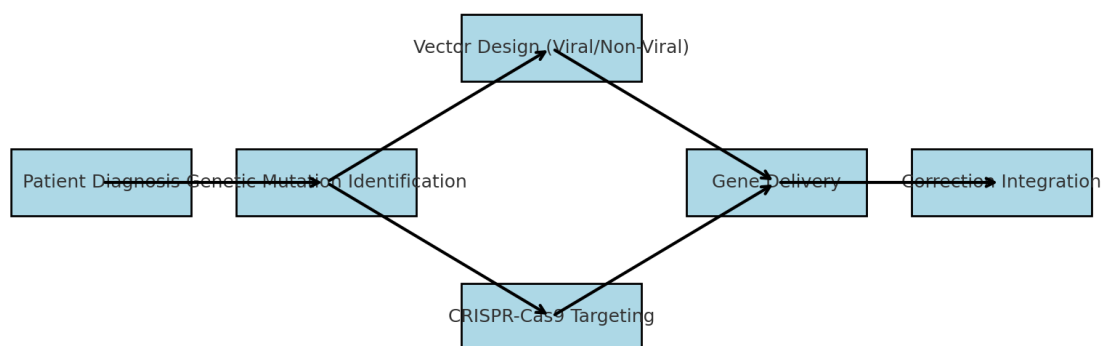 Vector Design (Viral/Non-Viral)
Patient Diagnosis
Genetic Mutation Identification
Gene Delivery
Correction Integration
CRISPR-Cas9 Targeting